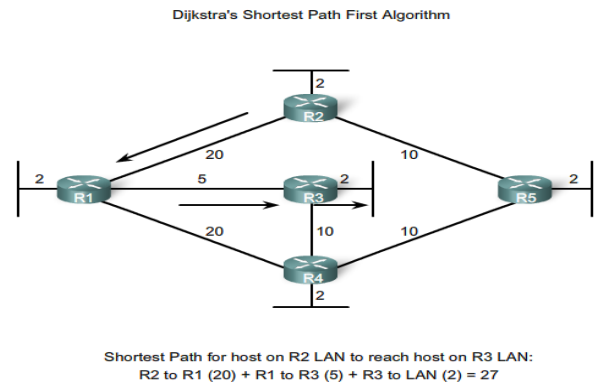 Dijkstra's Shortest Path First Algorithm
2
R2
20
10
2
5
2
2
R1
R3
R5
20
10
10
R4
2
Shortest Path for host on R2 LAN to reach host on R3 LAN:
R2 to R1 (20) + R1 to R3 (5) + R3 to LAN (2) = 27